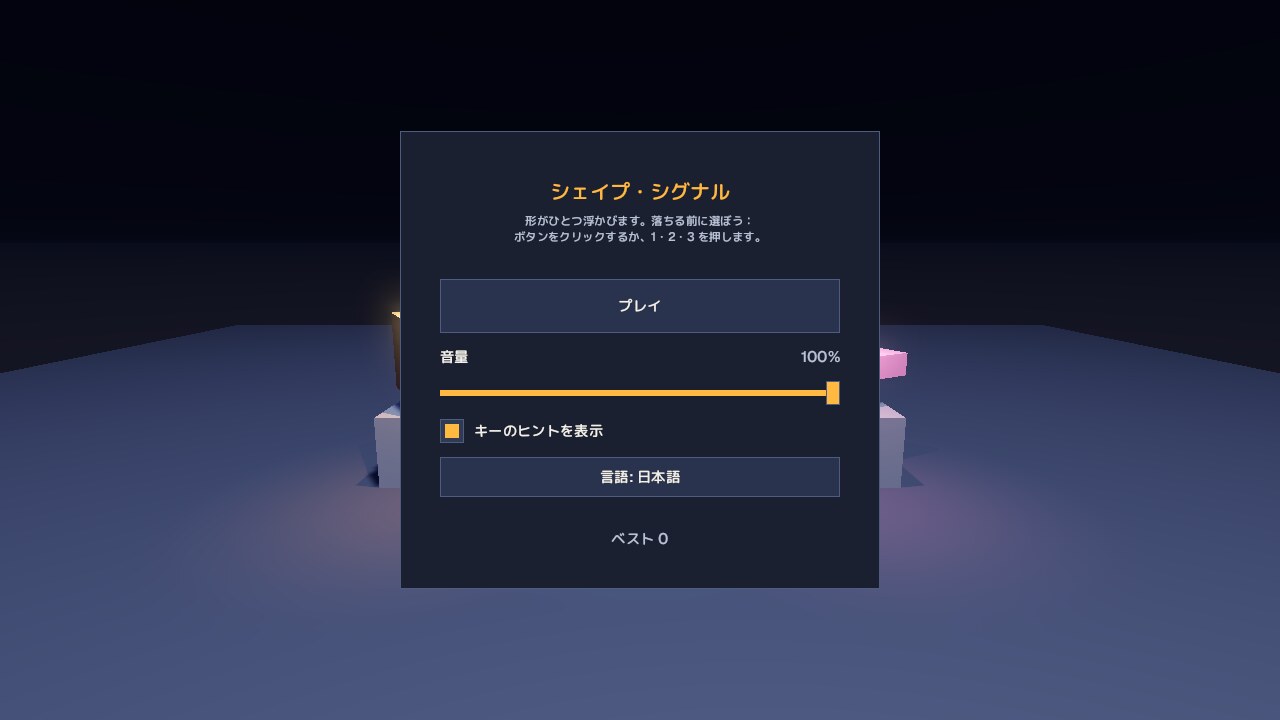 シェイプ・シグナル
形がひとつ浮かびます。落ちる前に選ぼう：
ボタンをクリックするか、1・2・3 を押します。
プレイ
音量 100%
キーのヒントを表示
言語: 日本語
ベスト 0